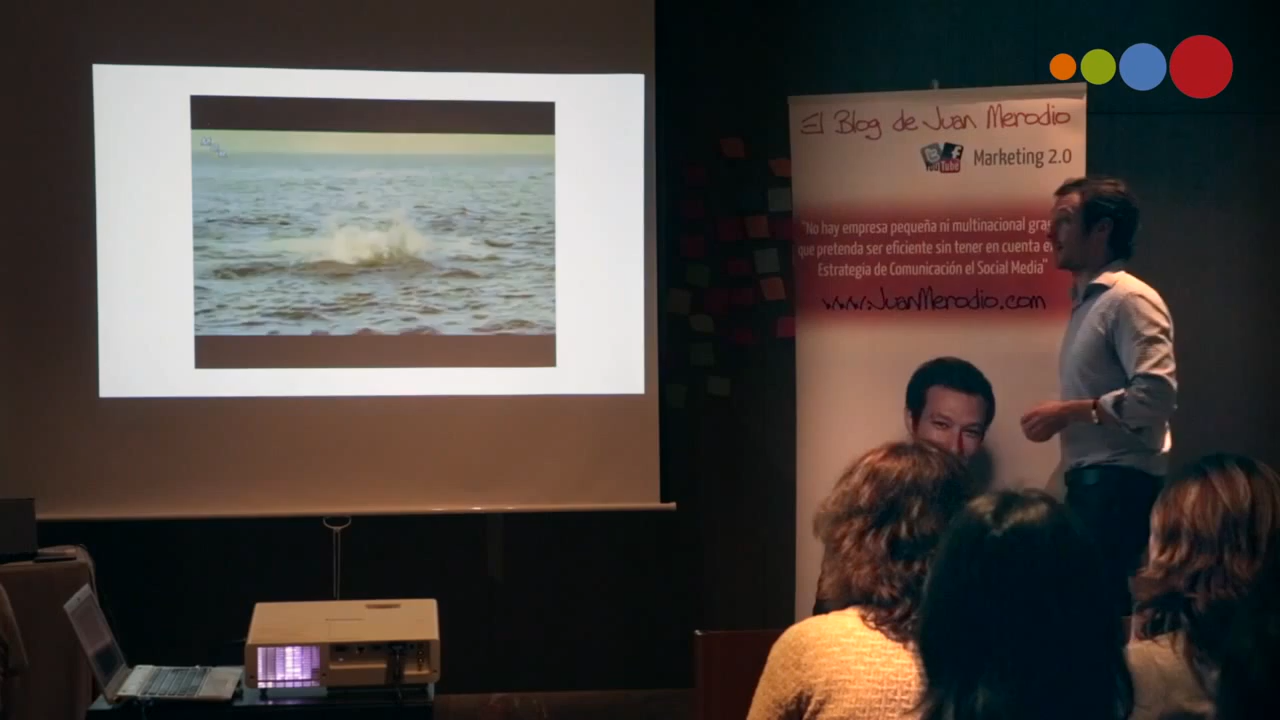 El Blog de Juan Merodio
YouTube
Marketing 2.0
"No hay empresa pequeña ni multinacional
que pretenda ser eficiente sin tener en cuenta
Estrategia de Comunicación el Social Media"
www.JuanMerodio.com